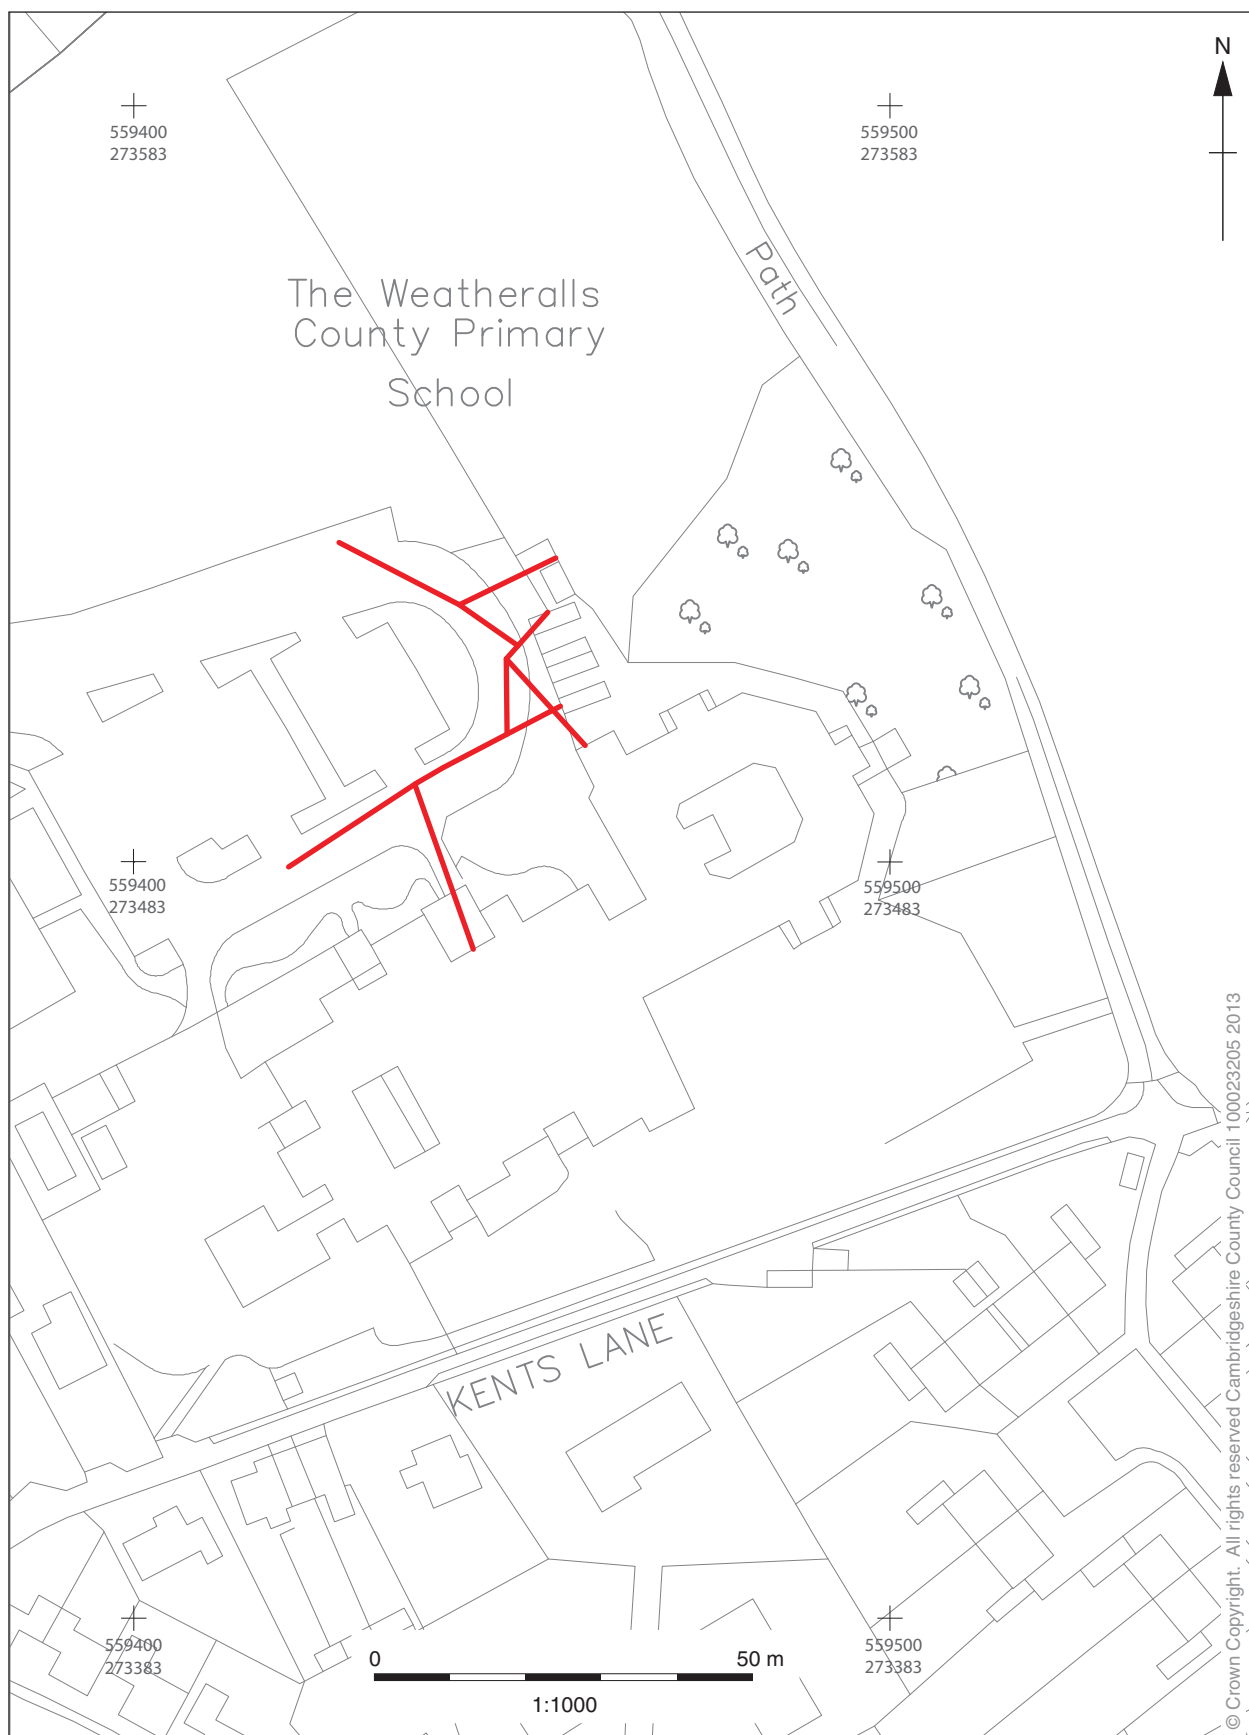 N
559400
273583
559500
273583
Path
The Weatheralls
County Primary
School
559400
273483
559500
273483
KENTS LANE
559400
273383
559500
273383
0 50 m
1:1000
© Crown Copyright. All rights reserved Cambridgeshire County Council 100023205 2013